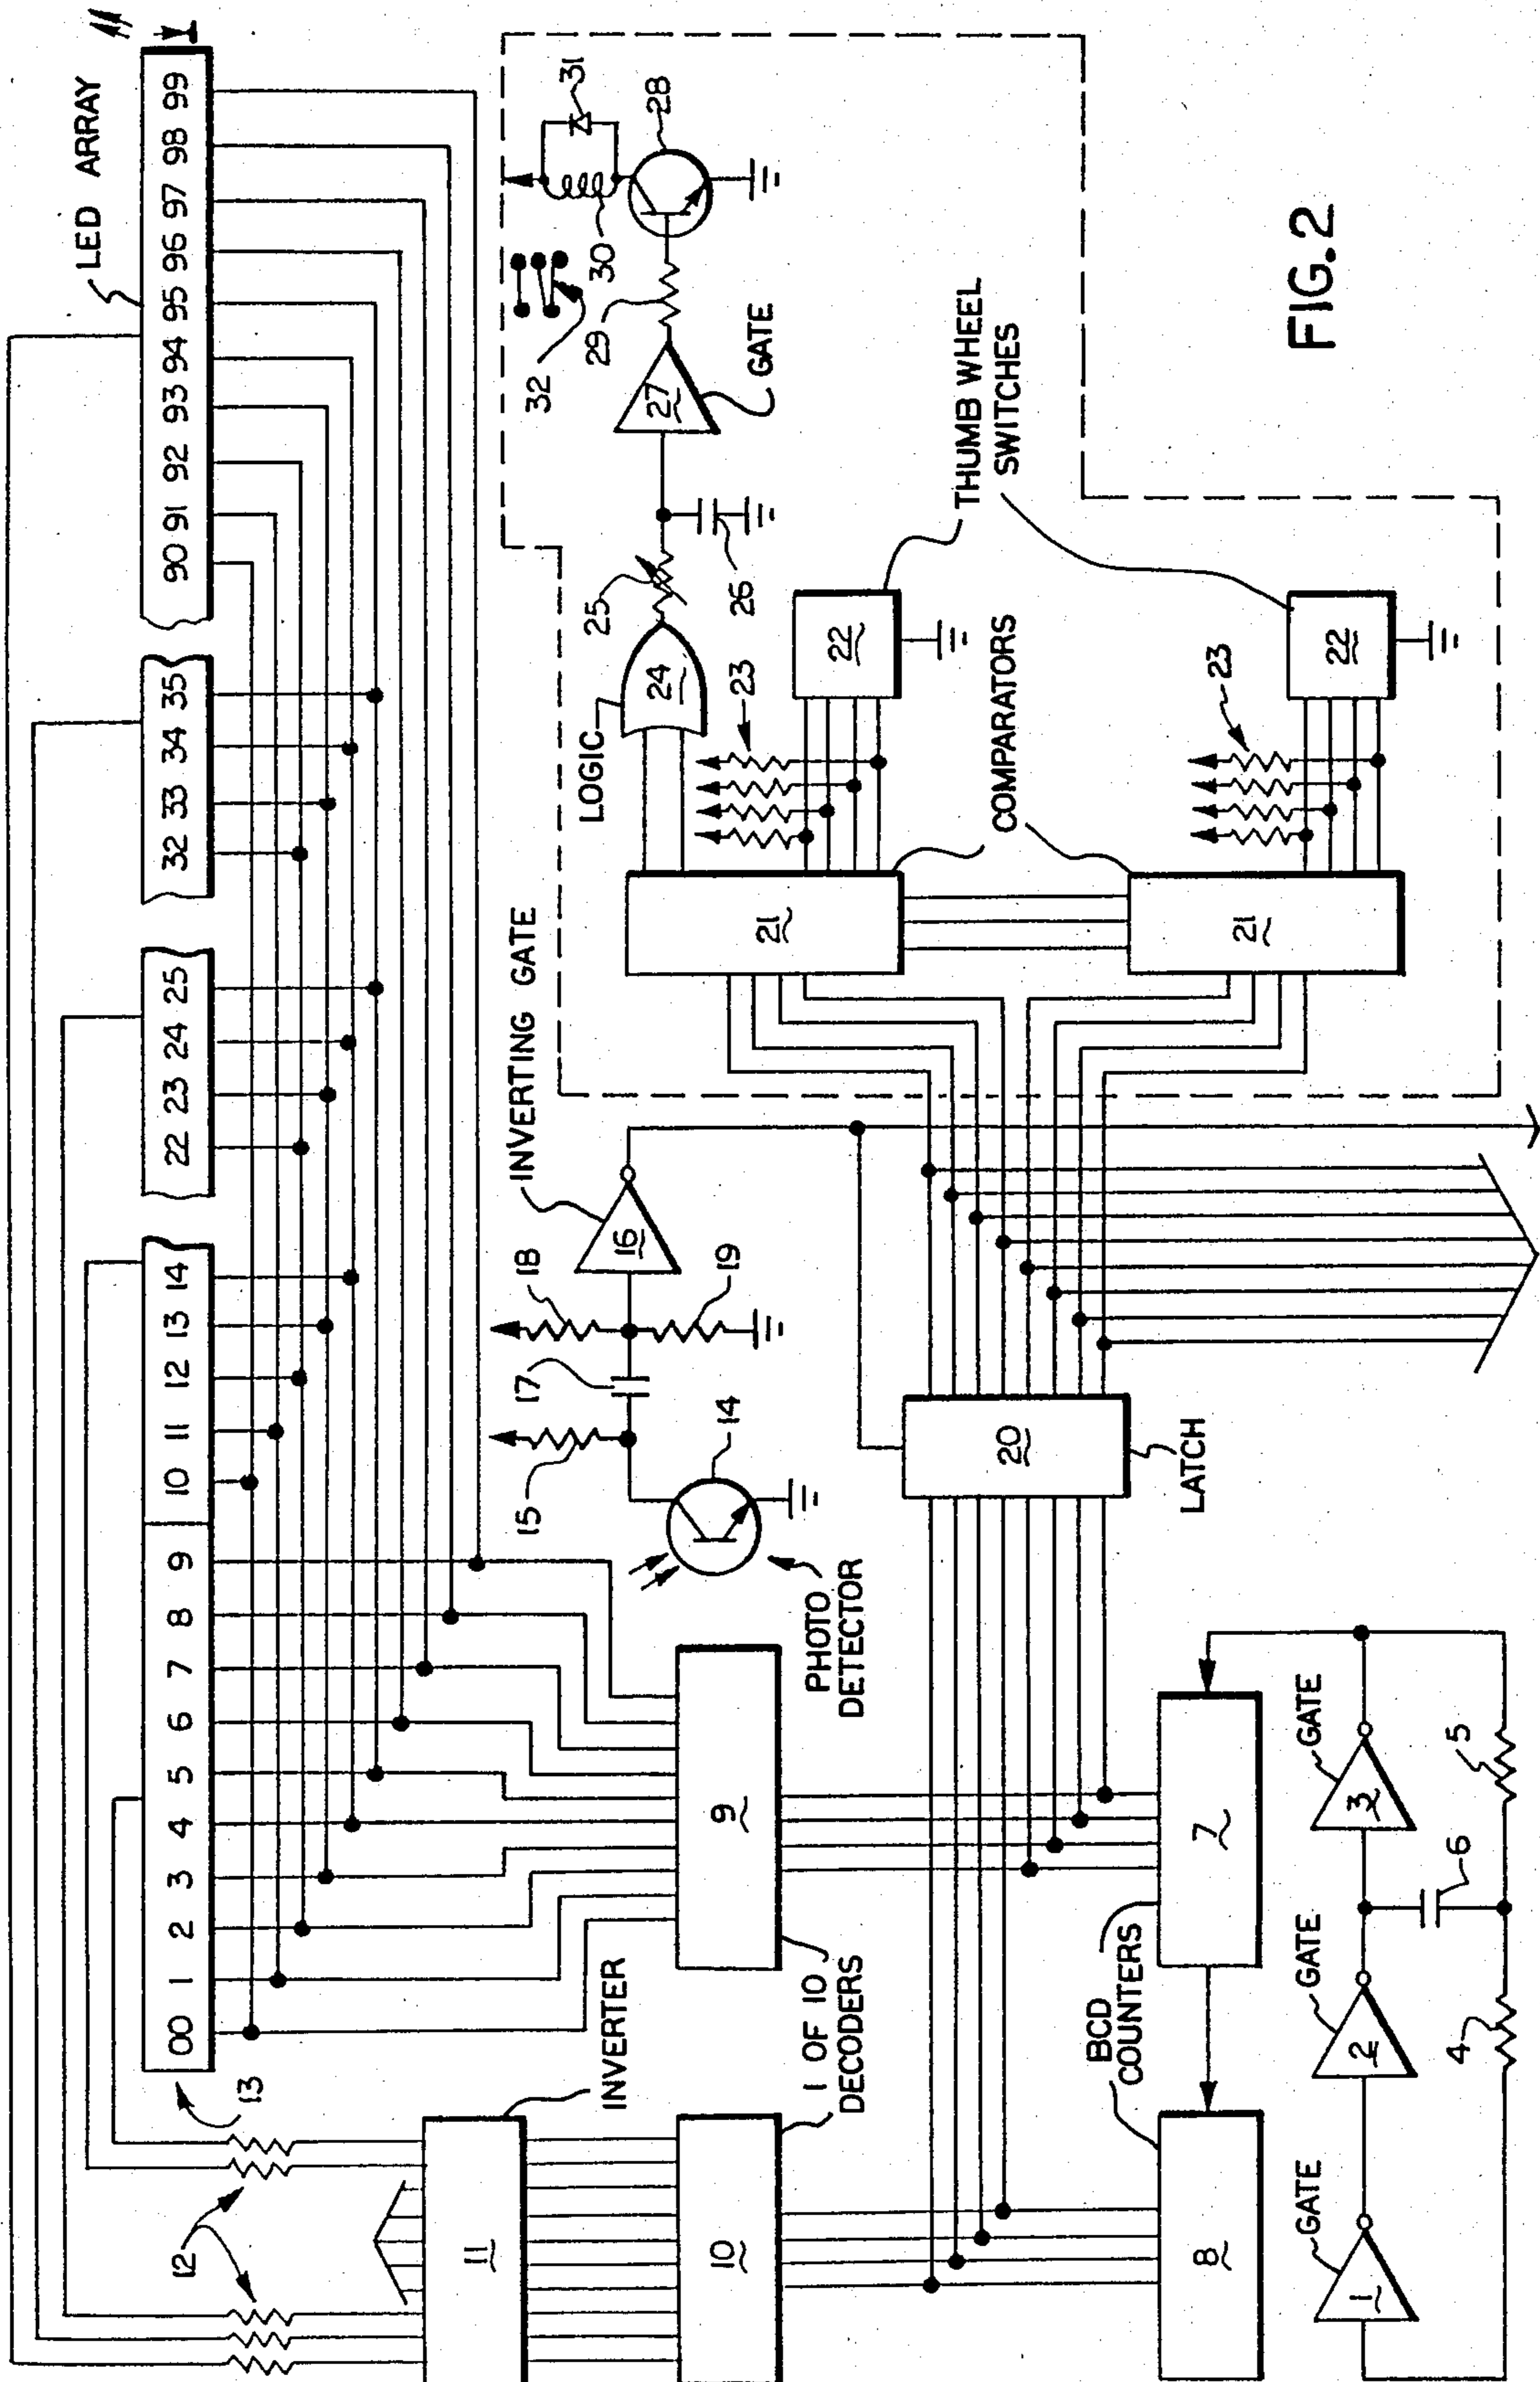 LED ARRAY
00 1 2 3 4 5 6 7 8 9 10 11 12 13 14
22 23 24 25
32 33 34 35
90 91 92 93 94 95 96 97 98 99
13
12
11
INVERTER
10
1 OF 10
DECODERS
9
PHOTO
DETECTOR
14
15
17
18
19
16
INVERTING GATE
LOGIC
24
25
26
27
GATE
29
28
30
31
32
23
22
THUMB WHEEL
SWITCHES
21
COMPARATORS
21
23
22
20
LATCH
BCD
COUNTERS
8
7
GATE
1
GATE
2
GATE
3
4
5
6
FIG.2